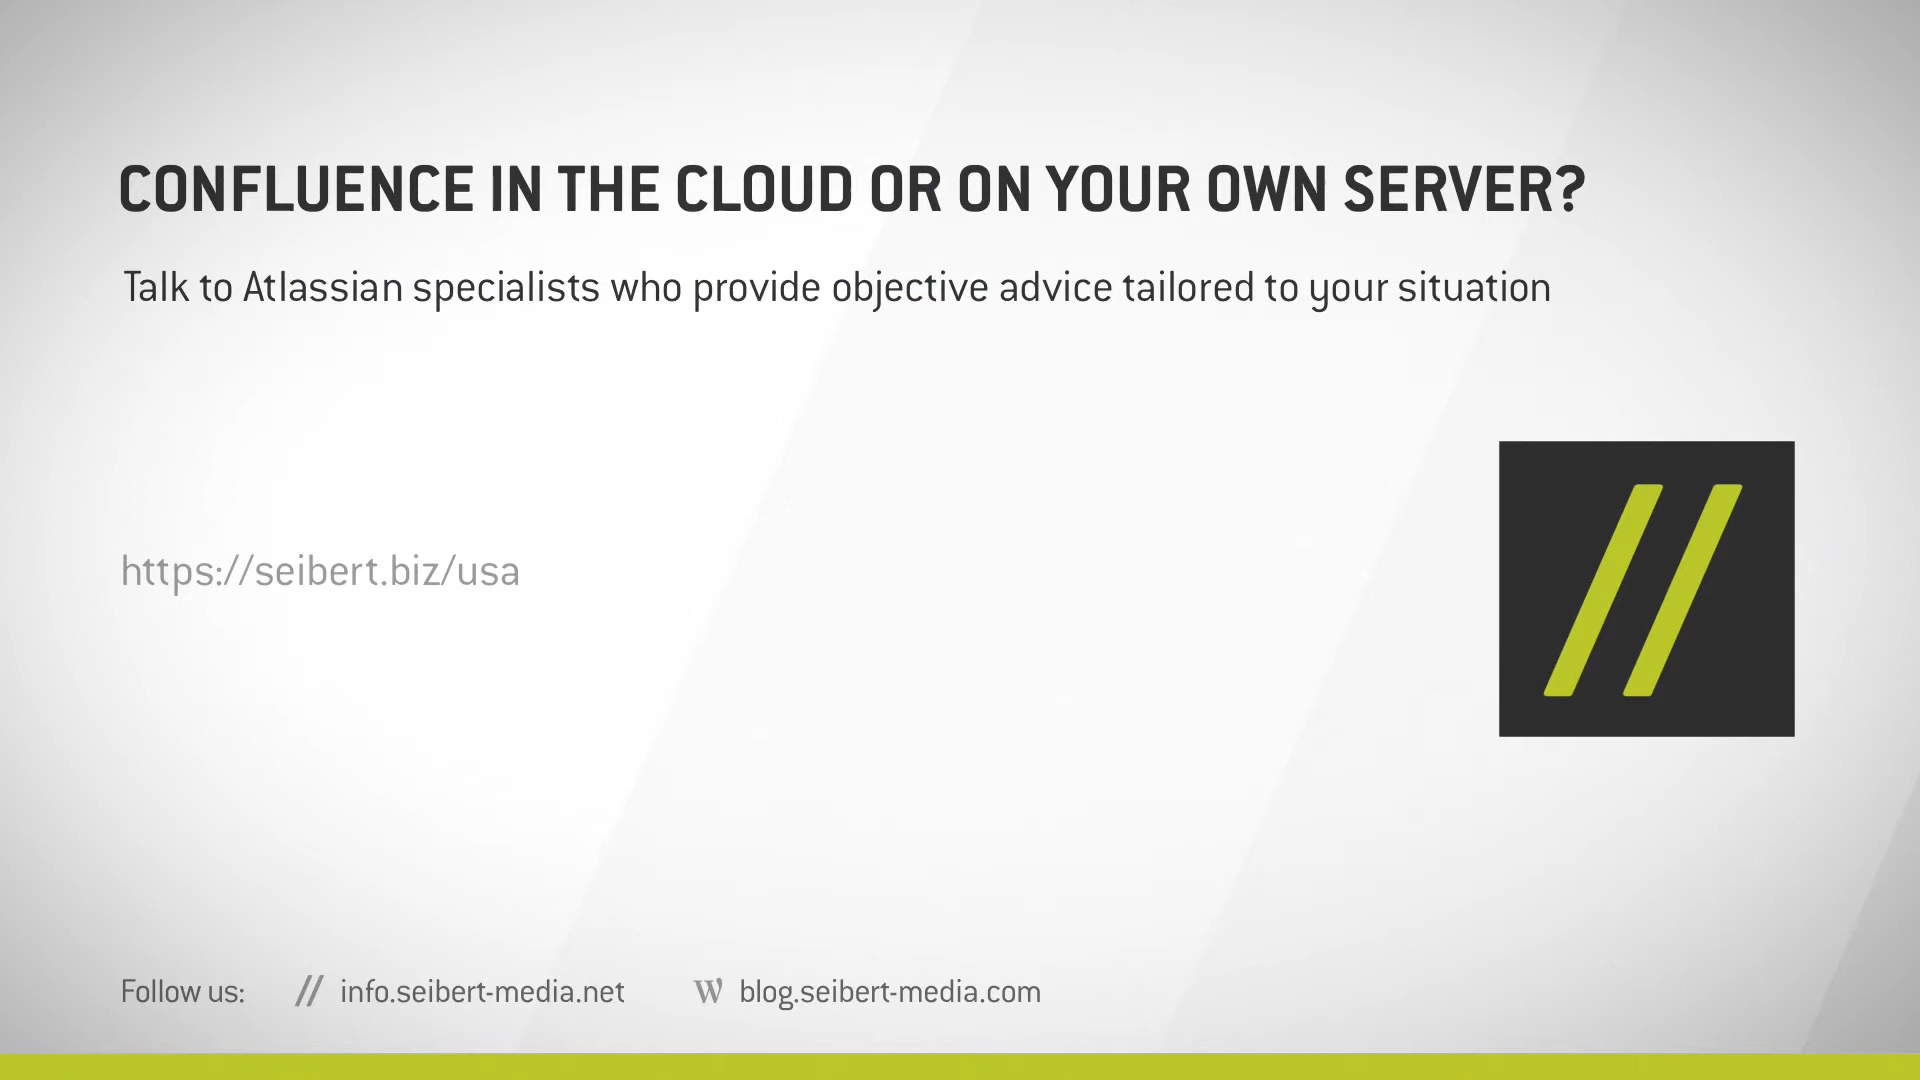 CONFLUENCE IN THE CLOUD OR ON YOUR OWN SERVER?
Talk to Atlassian specialists who provide objective advice tailored to your situation
https://seibert.biz/usa
Follow us: // info.seibert-media.net W blog.seibert-media.com